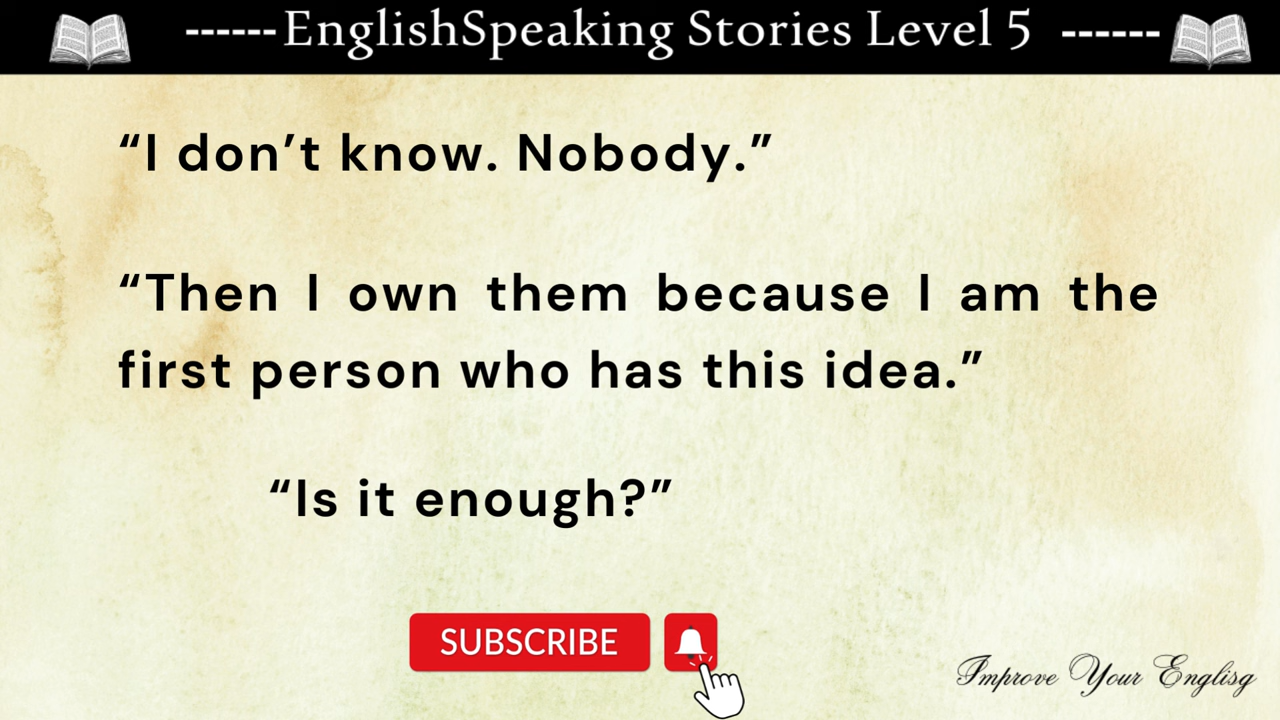 ------EnglishSpeaking Stories Level 5 ------
“I don’t know. Nobody.”
“Then I own them because I am the
first person who has this idea.”
“Is it enough?”
SUBSCRIBE
Improve Your Englisg